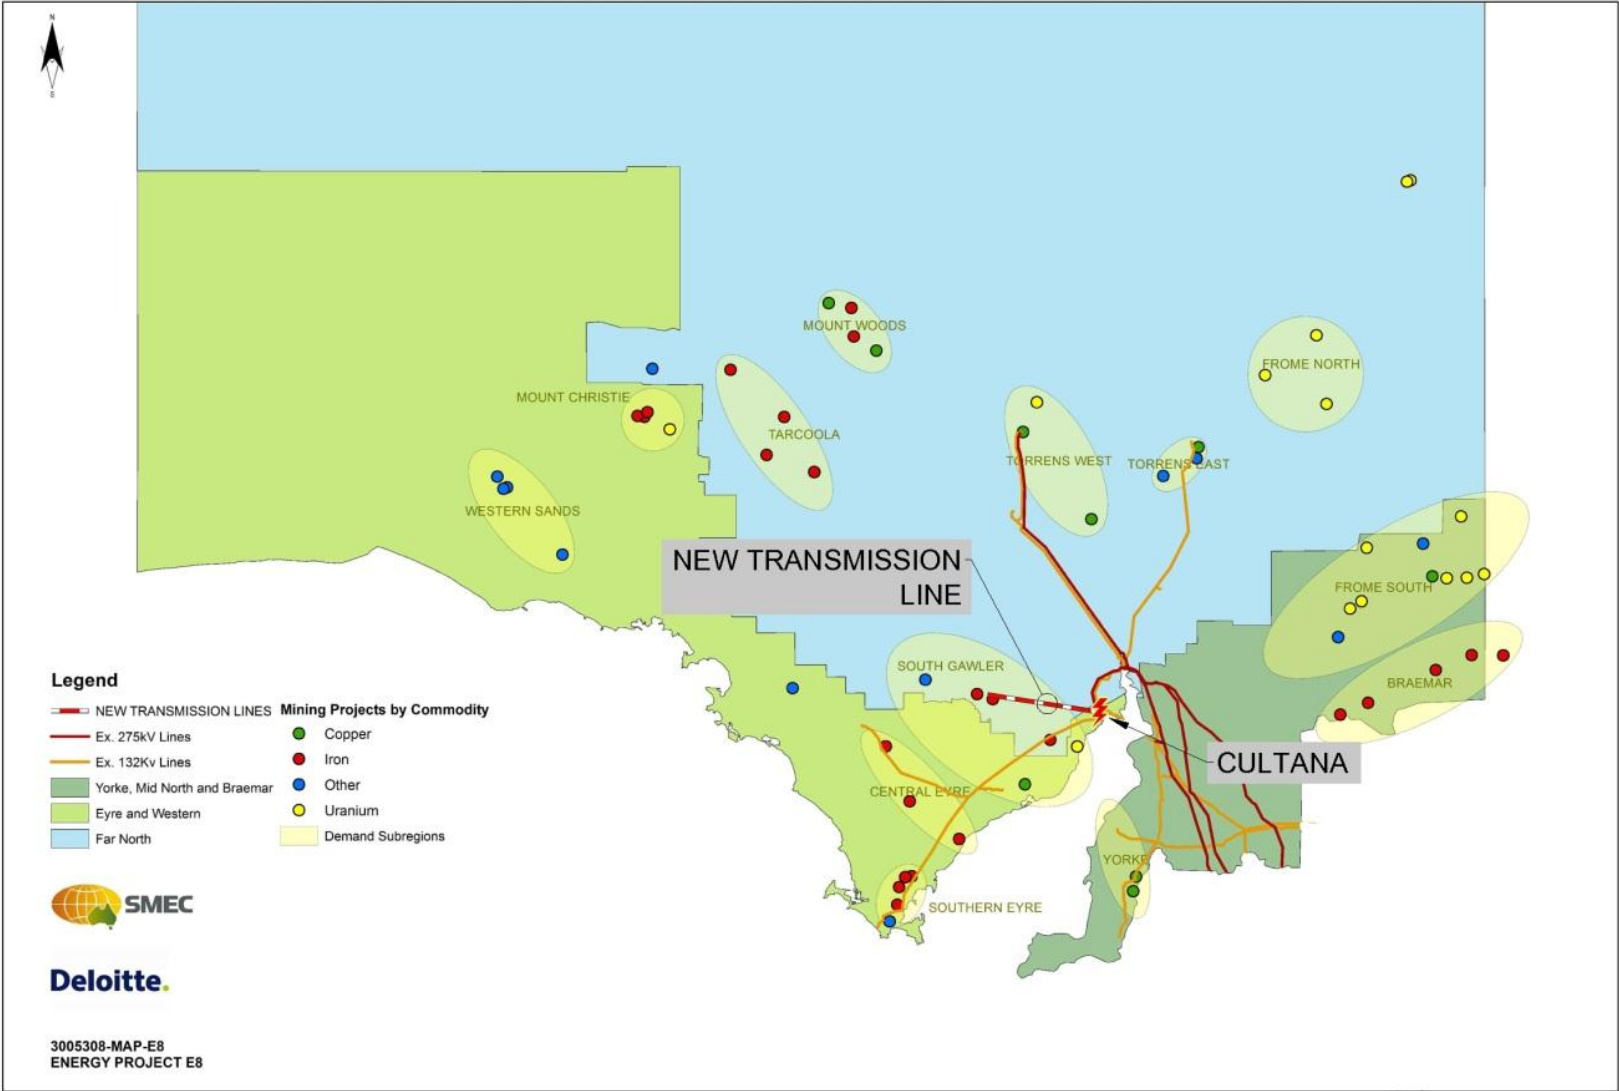 N
S
MOUNT WOODS
FROME NORTH
MOUNT CHRISTIE
TARCOOLA
TORRENS WEST
TORRENS EAST
WESTERN SANDS
NEW TRANSMISSION
LINE
FROME SOUTH
SOUTH GAWLER
BRAEMAR
CULTANA
CENTRAL EYRE
YORKE
SOUTHERN EYRE
Legend
NEW TRANSMISSION LINES
Ex. 275kV Lines
Ex. 132Kv Lines
Yorke, Mid North and Braemar
Eyre and Western
Far North
Mining Projects by Commodity
Copper
Iron
Other
Uranium
Demand Subregions
SMEC
Deloitte.
3005308-MAP-E8
ENERGY PROJECT E8